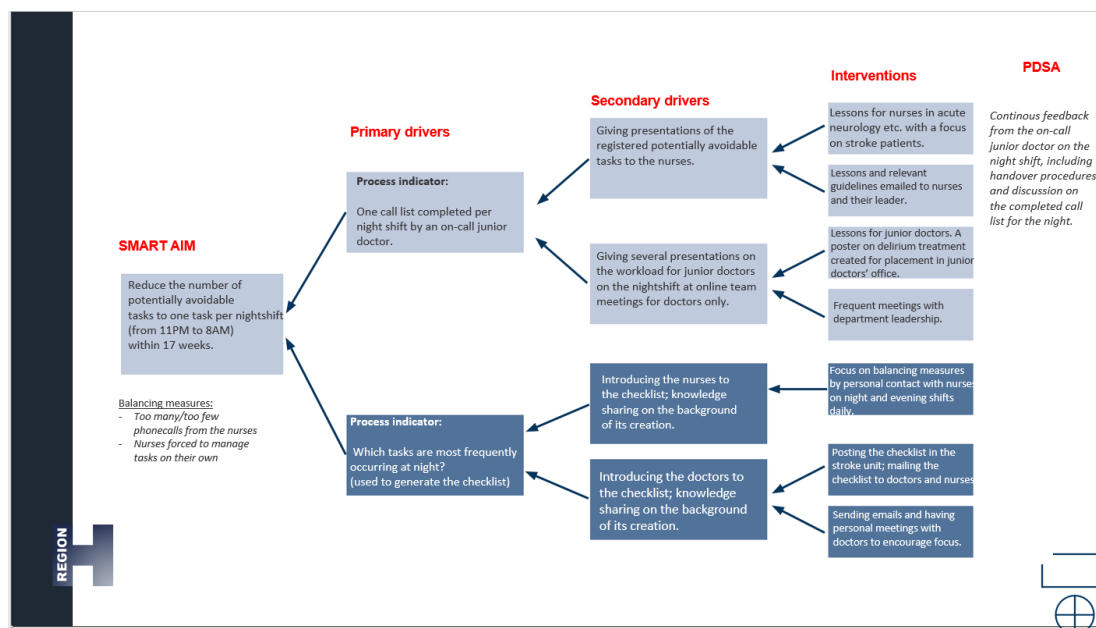 SMART AIM
Reduce the number of
potentially avoidable
tasks to one task per nightshift
(from 11PM to 8AM)
within 17 weeks.
Balancing measures:
- Too many/too few
phonecalls from the nurses
- Nurses forced to manage
tasks on their own
Primary drivers
Process indicator:
One call list completed per
night shift by an on-call junior
doctor.
Process indicator:
Which tasks are most frequently
occurring at night?
(used to generate the checklist)
Secondary drivers
Giving presentations of the
registered potentially avoidable
tasks to the nurses.
Giving several presentations on
the workload for junior doctors
on the nightshift at online team
meetings for doctors only.
Introducing the nurses to
the checklist; knowledge
sharing on the background
of its creation.
Introducing the doctors to
the checklist; knowledge
sharing on the background
of its creation.
Interventions
Lessons for nurses in acute
neurology etc. with a focus
on stroke patients.
Lessons and relevant
guidelines emailed to nurses
and their leader.
Lessons for junior doctors. A
poster on delirium treatment
created for placement in junior
doctors' office.
Frequent meetings with
department leadership.
Focus on balancing measures
by personal contact with nurses
on night and evening shifts
daily.
Posting the checklist in the
stroke unit; mailing the
checklist to doctors and nurses
Sending emails and having
personal meetings with
doctors to encourage focus.
PDSA
Continous feedback
from the on-call
junior doctor on the
night shift, including
handover procedures
and discussion on
the completed call
list for the night.
REGION
H